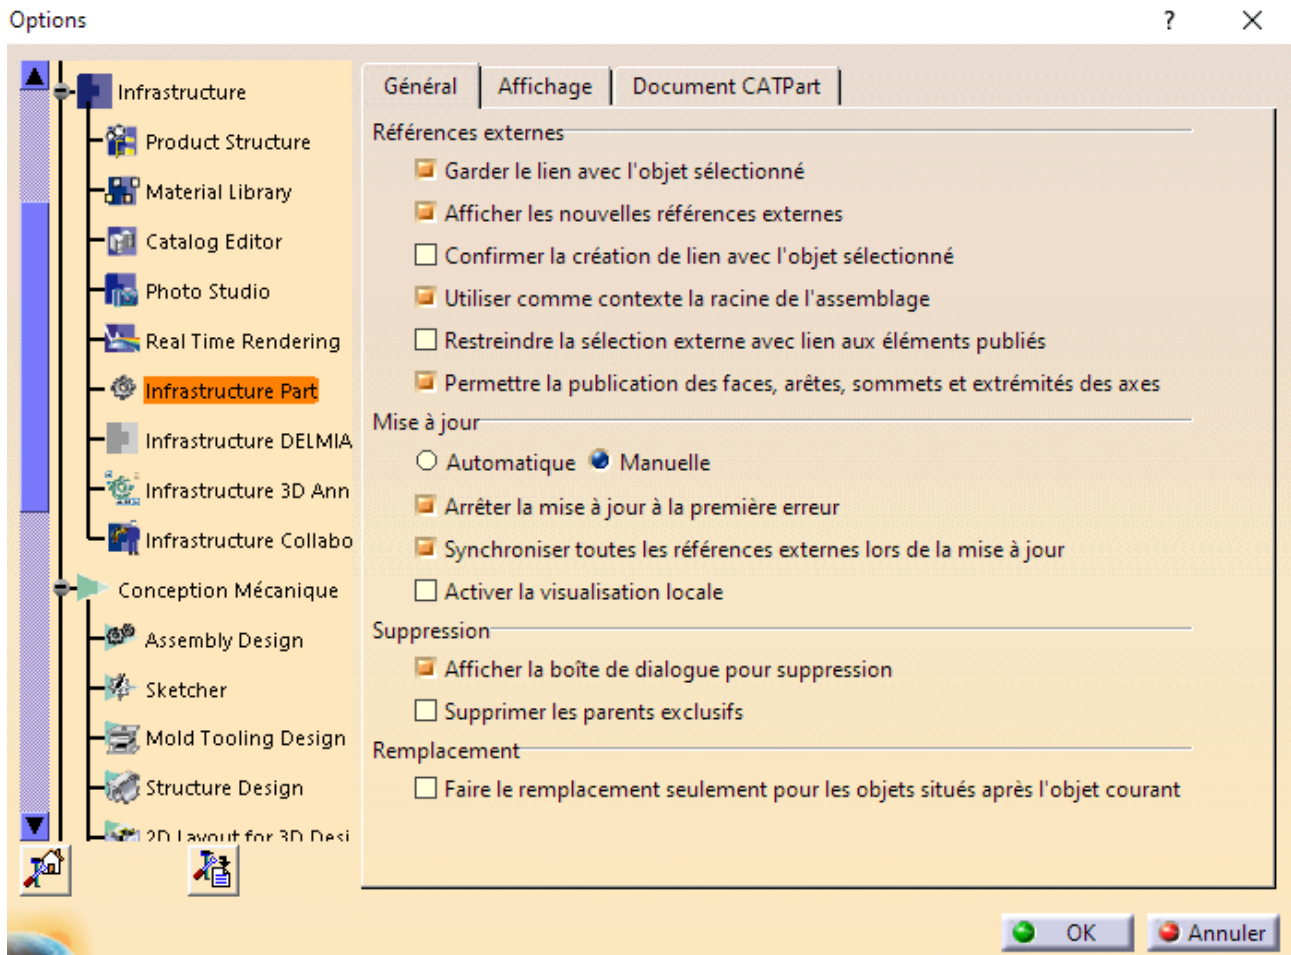 Options
?
Infrastructure
Product Structure
Material Library
Catalog Editor
Photo Studio
Real Time Rendering
Infrastructure Part
Infrastructure DELMIA
Infrastructure 3D Ann
Infrastructure Collabo
Conception Mécanique
Assembly Design
Sketcher
Mold Tooling Design
Structure Design
2D Layout for 3D Desi
Général
Affichage
Document CATPart
Références externes
Garder le lien avec l'objet sélectionné
Afficher les nouvelles références externes
Confirmer la création de lien avec l'objet sélectionné
Utiliser comme contexte la racine de l'assemblage
Restreindre la sélection externe avec lien aux éléments publiés
Permettre la publication des faces, arêtes, sommets et extrémités des axes
Mise à jour
Automatique Manuelle
Arrêter la mise à jour à la première erreur
Synchroniser toutes les références externes lors de la mise à jour
Activer la visualisation locale
Suppression
Afficher la boîte de dialogue pour suppression
Supprimer les parents exclusifs
Remplacement
Faire le remplacement seulement pour les objets situés après l'objet courant
OK
Annuler